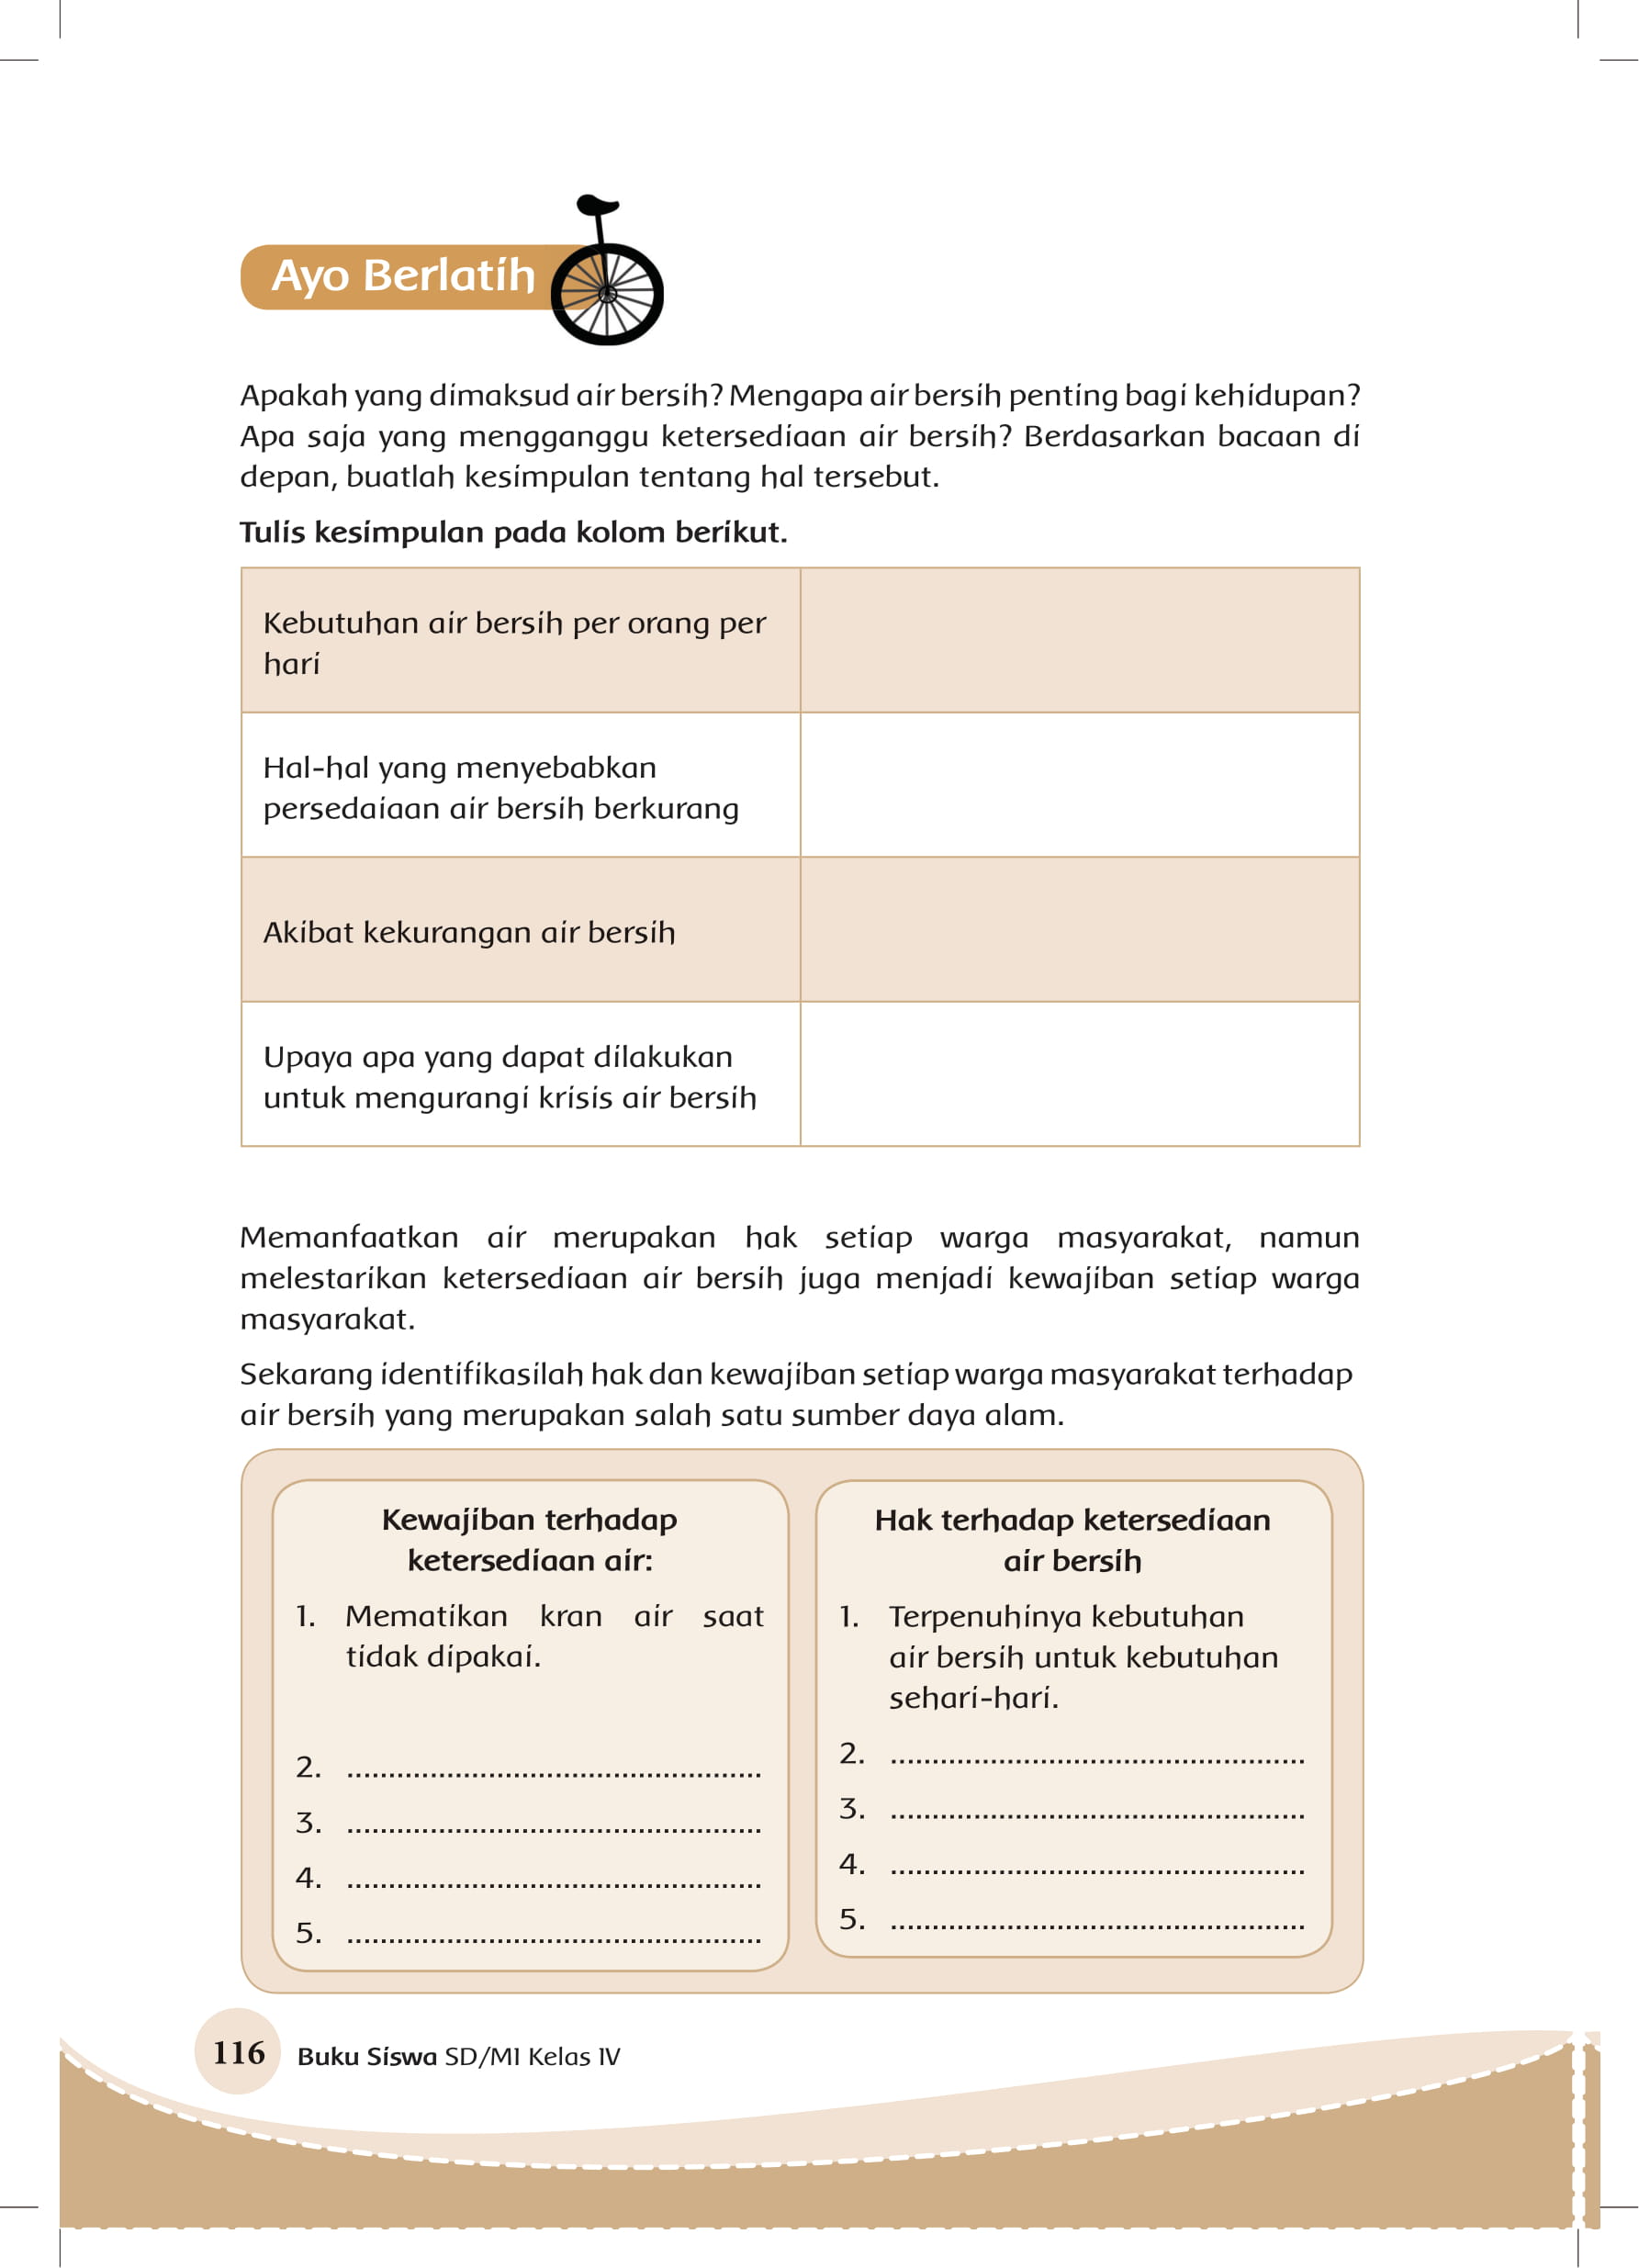 Ayo Berlatih
Apakah yang dimaksud air bersih? Mengapa air bersih penting bagi kehidupan?
Apa saja yang mengganggu ketersediaan air bersih? Berdasarkan bacaan di
depan, buatlah kesimpulan tentang hal tersebut.
Tulis kesimpulan pada kolom berikut.
Kebutuhan air bersih per orang per
hari
Hal-hal yang menyebabkan
persedaiaan air bersih berkurang
Akibat kekurangan air bersih
Upaya apa yang dapat dilakukan
untuk mengurangi krisis air bersih
Memanfaatkan air merupakan hak setiap warga masyarakat, namun
melestarikan ketersediaan air bersih juga menjadi kewajiban setiap warga
masyarakat.
Sekarang identifikasilah hak dan kewajiban setiap warga masyarakat terhadap
air bersih yang merupakan salah satu sumber daya alam.
Kewajiban terhadap
ketersediaan air:
1. Mematikan kran air saat
tidak dipakai.
2. ..................................................
3. ..................................................
4. ..................................................
5. ..................................................
Hak terhadap ketersediaan
air bersih
1. Terpenuhinya kebutuhan
air bersih untuk kebutuhan
sehari-hari.
2. ..................................................
3. ..................................................
4. ..................................................
5. ..................................................
116 Buku Siswa SD/MI Kelas IV